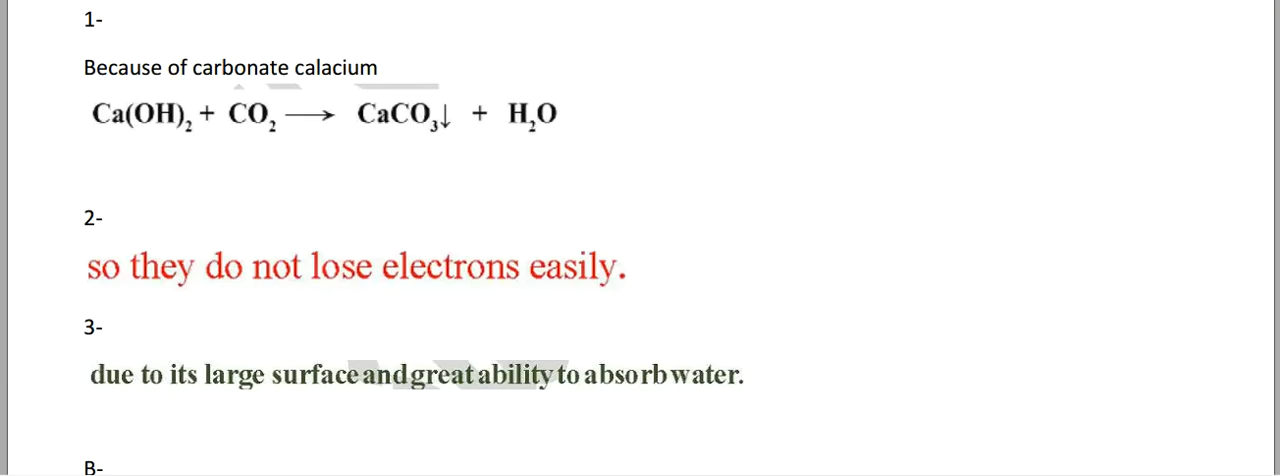 1-
Because of carbonate calacium
Ca(OH)₂ + CO₂ ⟶ CaCO₃↓ + H₂O
2-
so they do not lose electrons easily.
3-
due to its large surface and great ability to absorb water.
B-